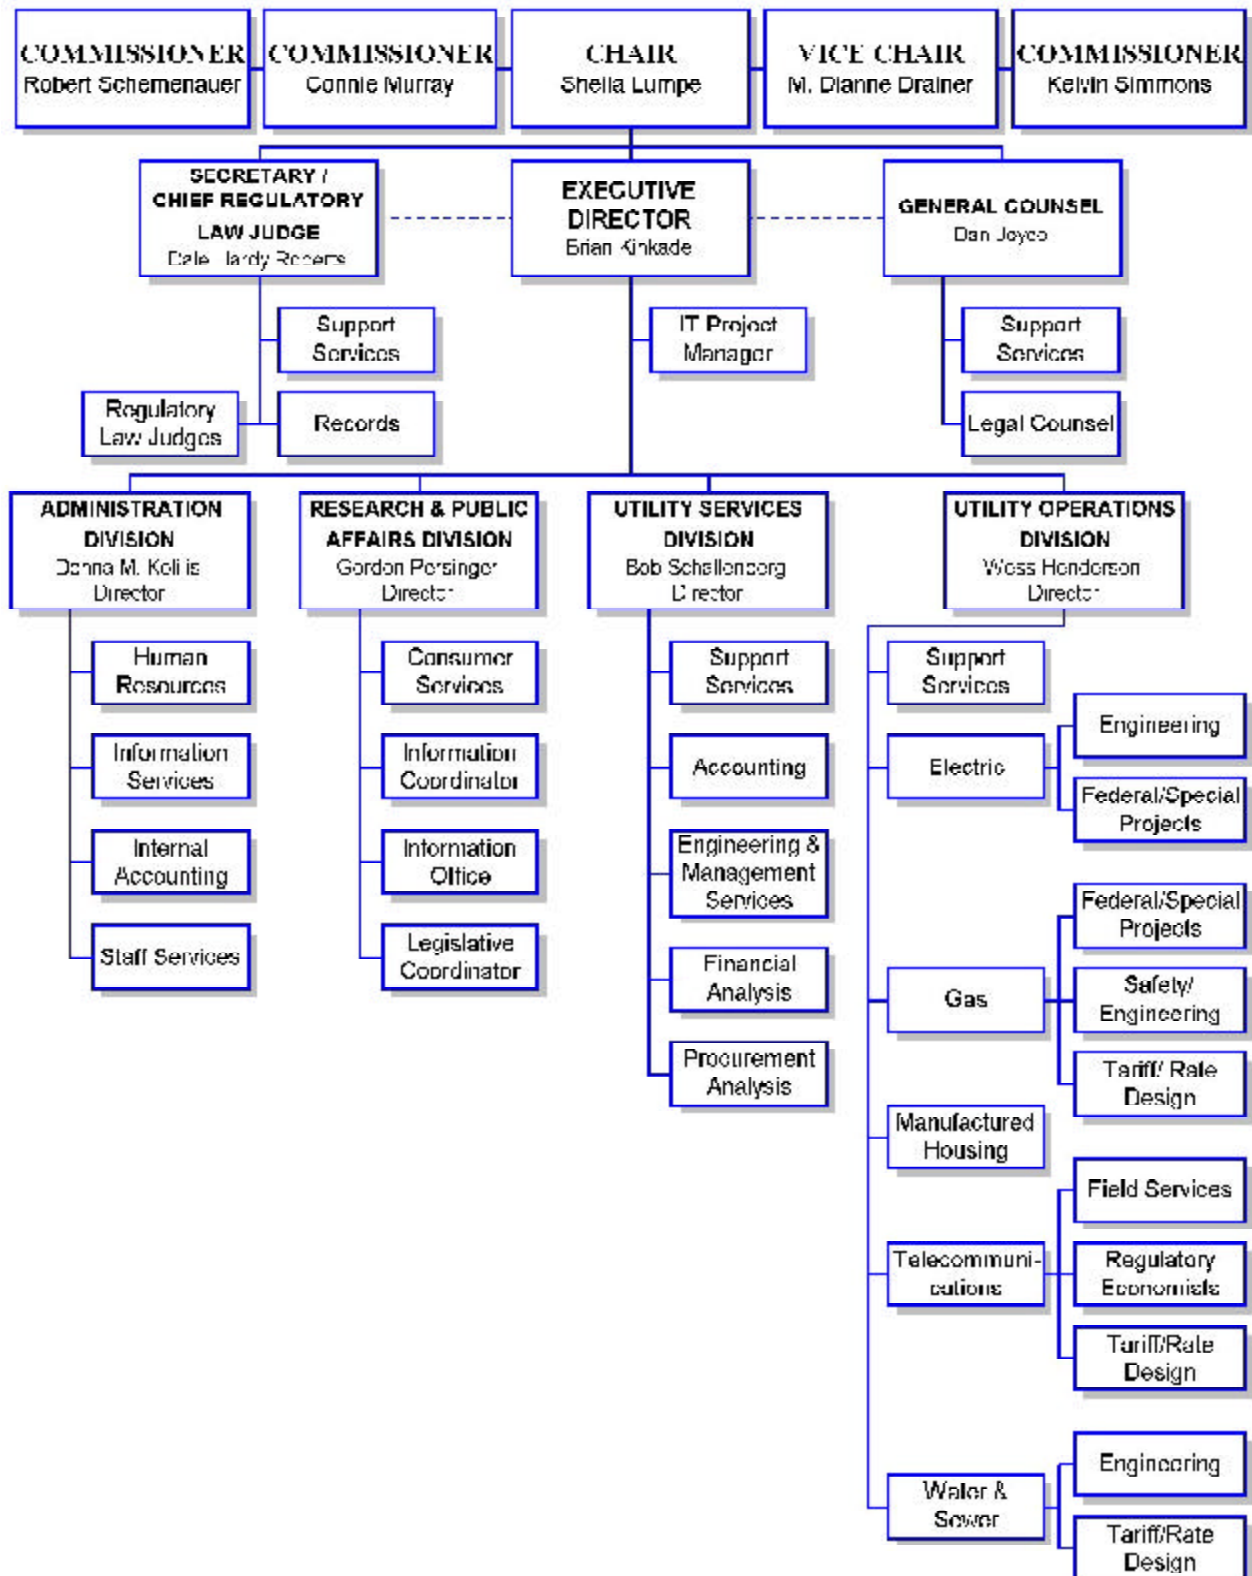 COMMISSIONER
Robert Schemenauer
COMMISSIONER
Connie Murray
CHAIR
Sheila Lumpe
VICE CHAIR
M. Dianne Drainer
COMMISSIONER
Kelvin Simmons
SECRETARY /
CHIEF REGULATORY
LAW JUDGE
Dale Hardy Roberts
EXECUTIVE
DIRECTOR
Brian Kinkade
GENERAL COUNSEL
Dan Joyce
Support
Services
Regulatory
Law Judges
Records
IT Project
Manager
Support
Services
Legal Counsel
ADMINISTRATION
DIVISION
Donna M.
Director
RESEARCH & PUBLIC
AFFAIRS DIVISION
Gordon Persinger
Director
UTILITY SERVICES
DIVISION
Bob Schallenberg
Director
UTILITY OPERATIONS
DIVISION
Wess Henderson
Director
Human
Resources
Information
Services
Internal
Accounting
Staff Services
Consumer
Services
Information
Coordinator
Information
Office
Legislative
Coordinator
Support
Services
Accounting
Engineering &
Management
Services
Financial
Analysis
Procurement
Analysis
Support
Services
Electric
Engineering
Federal/Special
Projects
Gas
Federal/Special
Projects
Safety/
Engineering
Tariff/ Rate
Design
Manufactured
Housing
Telecommuni-
cations
Field Services
Regulatory
Economists
Tariff/Rate
Design
Water &
Sewer
Engineering
Tariff/Rate
Design